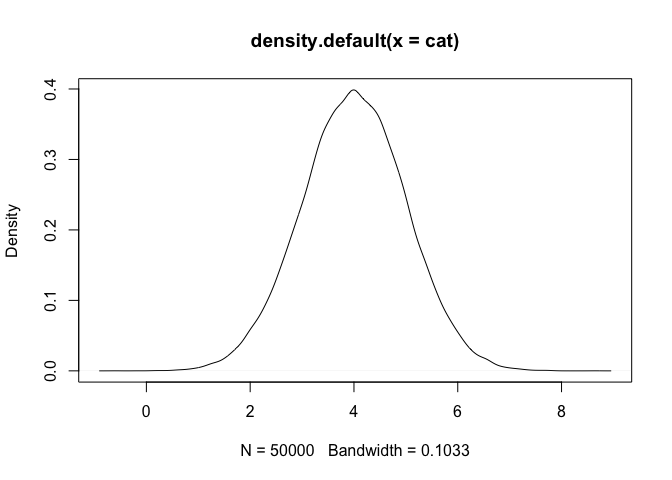 density.default(x = cat)
Density
0.4
0.3
0.2
0.1
0.0
0 2 4 6 8
N = 50000 Bandwidth = 0.1033